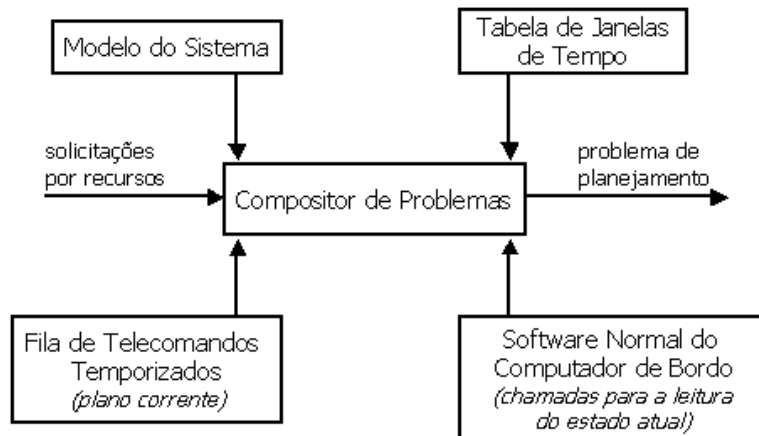 Modelo do Sistema
Tabela de Janelas
de Tempo
solicitações
por recursos
Compositor de Problemas
problema de
planejamento
Fila de Telecomandos
Temporizados
(plano corrente)
Software Normal do
Computador de Bordo
(chamadas para a leitura
do estado atual)